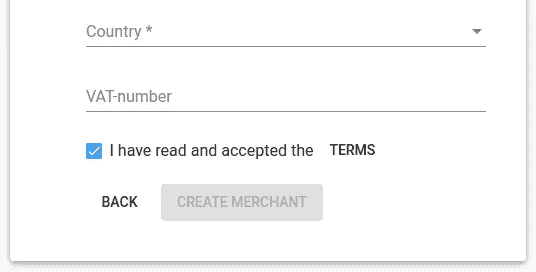 Country *
VAT-number
I have read and accepted the TERMS
BACK CREATE MERCHANT